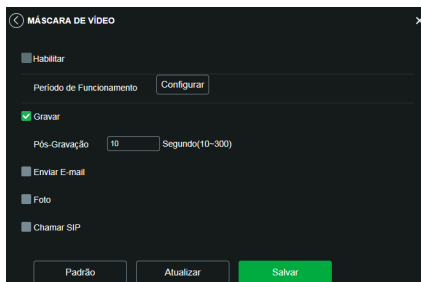 MÁSCARA DE VÍDEO
Habilitar
Período de Funcionamento Configurar
Gravar
Pós-Gravação 10 Segundo(10~300)
Enviar E-mail
Foto
Chamar SIP
Padrão Atualizar Salvar